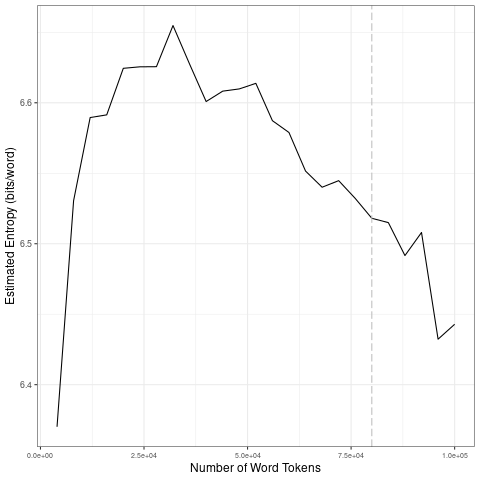 Estimated Entropy (bits/word)
6.6
6.5
6.4
0.0e+00 2.5e+04 5.0e+04 7.5e+04 1.0e+05
Number of Word Tokens